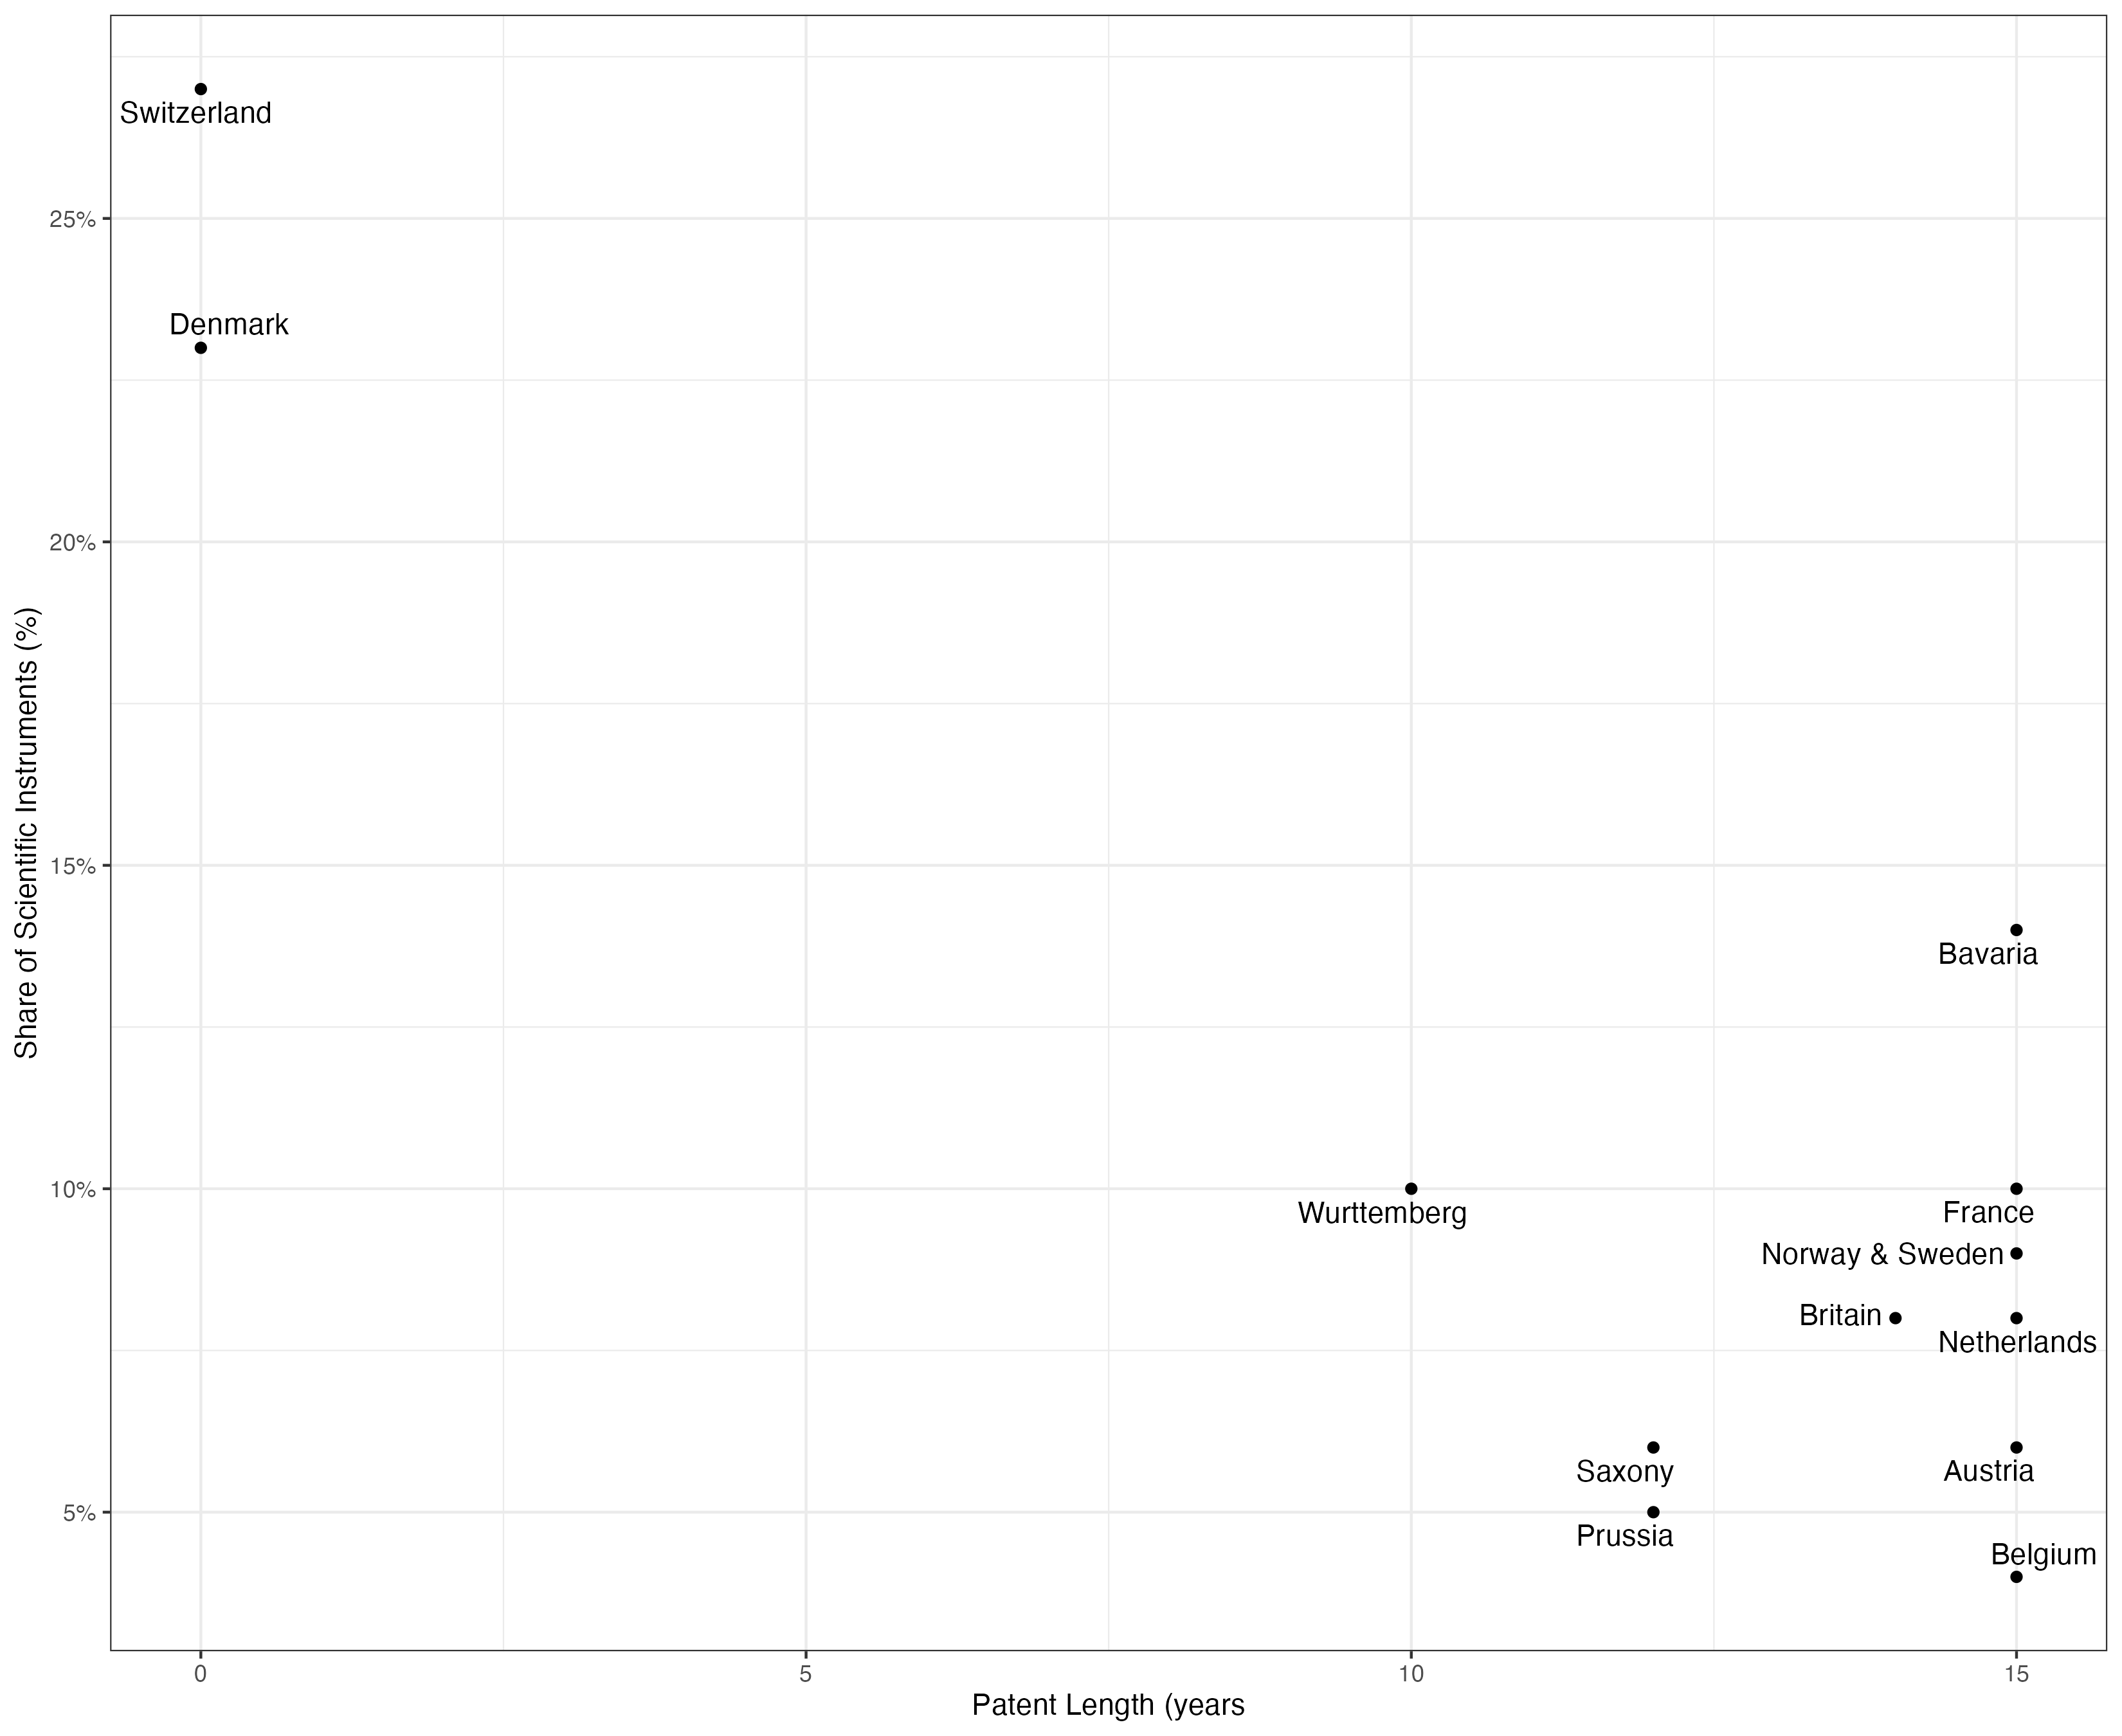 Switzerland
25%
Denmark
20%
Share of Scientific Instruments (%)
15%
Bavaria
10%
Wurttemberg
France
Norway & Sweden
Britain
Netherlands
Saxony
Austria
5%
Prussia
Belgium
0
5
10
15
Patent Length (years